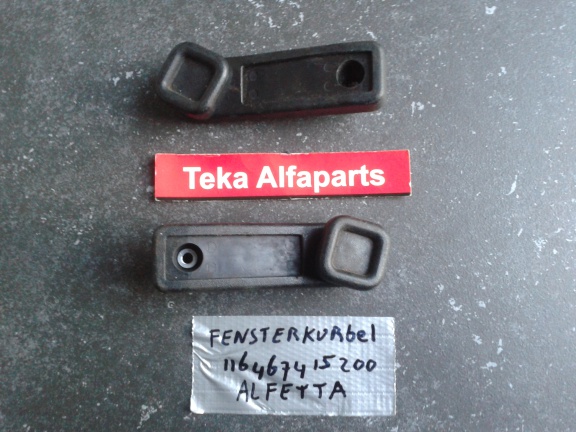 Teka Alfaparts
FENSTERKURbel
116467415200
ALFETTA